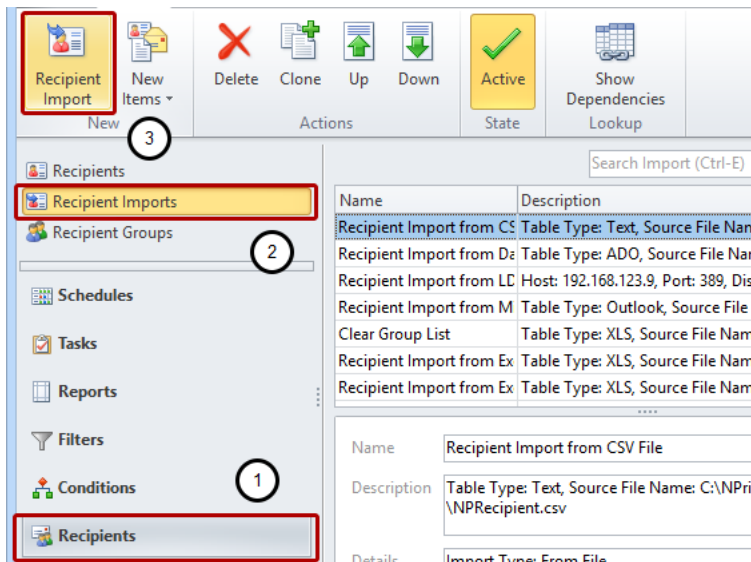 Recipient Import
New Items
Delete
Clone
Up
Down
Active
Show Dependencies
New
Actions
State
Lookup
3
Recipients
Recipient Imports
Recipient Groups
2
Schedules
Tasks
Reports
Filters
Conditions
1
Recipients
Search Import (Ctrl-E)
Name Description
Recipient Import from CS Table Type: Text, Source File Nam
Recipient Import from Da Table Type: ADO, Source File Nar
Recipient Import from LD Host: 192.168.123.9, Port: 389, Dis
Recipient Import from M Table Type: Outlook, Source File
Clear Group List Table Type: XLS, Source File Nam
Recipient Import from Ex Table Type: XLS, Source File Nam
Recipient Import from Ex Table Type: XLS, Source File Nam
Name Recipient Import from CSV File
Description Table Type: Text, Source File Name: C:\NPri
\NPRecipient.csv
Details Import Type: From File